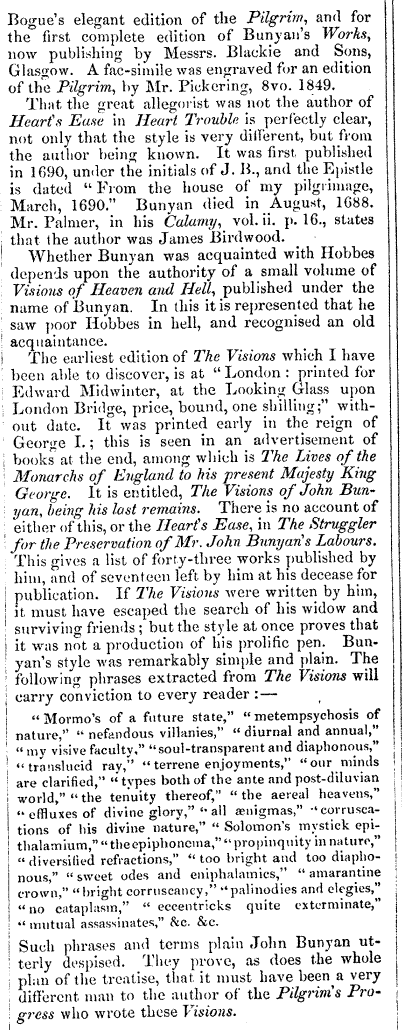 Bogue's elegant edition of the Pilgrim, and for
the first complete edition of Bunyan's Works,
now publishing by Messrs. Blackie and Sons,
Glasgow. A fac-simile was engraved for an edition
of the Pilgrim, by Mr. Pickering, 8vo. 1849.
That the great allegorist was not the author of
Heart's Ease in Heart Trouble is perfectly clear,
not only that the style is very different, but from
the author being known. It was first published
in 1690, under the initials of J. B., and the Epistle
is dated "From the house of my pilgrimage,
March, 1690." Bunyan died in August, 1688.
Mr. Palmer, in his Calamy, vol. ii. p. 16., states
that the author was James Birdwood.
Whether Bunyan was acquainted with Hobbes
depends upon the authority of a small volume of
Visions of Heaven and Hell, published under the
name of Bunyan. In this it is represented that he
saw poor Hobbes in hell, and recognised an old
acquaintance.
The earliest edition of The Visions which I have
been able to discover, is at "London: printed for
Edward Midwinter, at the Looking Glass upon
London Bridge, price, bound, one shilling;" with-
out date. It was printed early in the reign of
George I.; this is seen in an advertisement of
books at the end, among which is The Lives of the
Monarchs of England to his present Majesty King
George. It is entitled, The Visions of John Bun-
yan, being his last remains. There is no account of
either of this, or the Heart's Ease, in The Struggler
for the Preservation of Mr. John Bunyan's Labours.
This gives a list of forty-three works published by
him, and of seventeen left by him at his decease for
publication. If The Visions were written by him,
it must have escaped the search of his widow and
surviving friends; but the style at once proves that
it was not a production of his prolific pen. Bun-
yan's style was remarkably simple and plain. The
following phrases extracted from The Visions will
carry conviction to every reader:—
"Mormo's of a future state," "metempsychosis of
nature," "nefandous villanies," "diurnal and annual,"
"my visive faculty," "soul-transparent and diaphonous,"
"translucid ray," "terrene enjoyments," "our minds
are clarified," "types both of the ante and post-diluvian
world," "the tenuity thereof," "the aereal heavens,"
"effluxes of divine glory," "all ænigmas," "corrusca-
tions of his divine nature," "Solomon's mystick epi-
thalamium," "the epiphonema," "propinquity in nature,"
"diversified refractions," "too bright and too diapho-
nous," "sweet odes and eniphalamics," "amarantine
crown," "bright corruscancy," "palinodies and elegies,"
"no cataplasm," "eccentricks quite exterminate,"
"mutual assassinates," &c. &c.
Such phrases and terms plain John Bunyan ut-
terly despised. They prove, as does the whole
plan of the treatise, that it must have been a very
different man to the author of the Pilgrim's Pro-
gress who wrote these Visions.